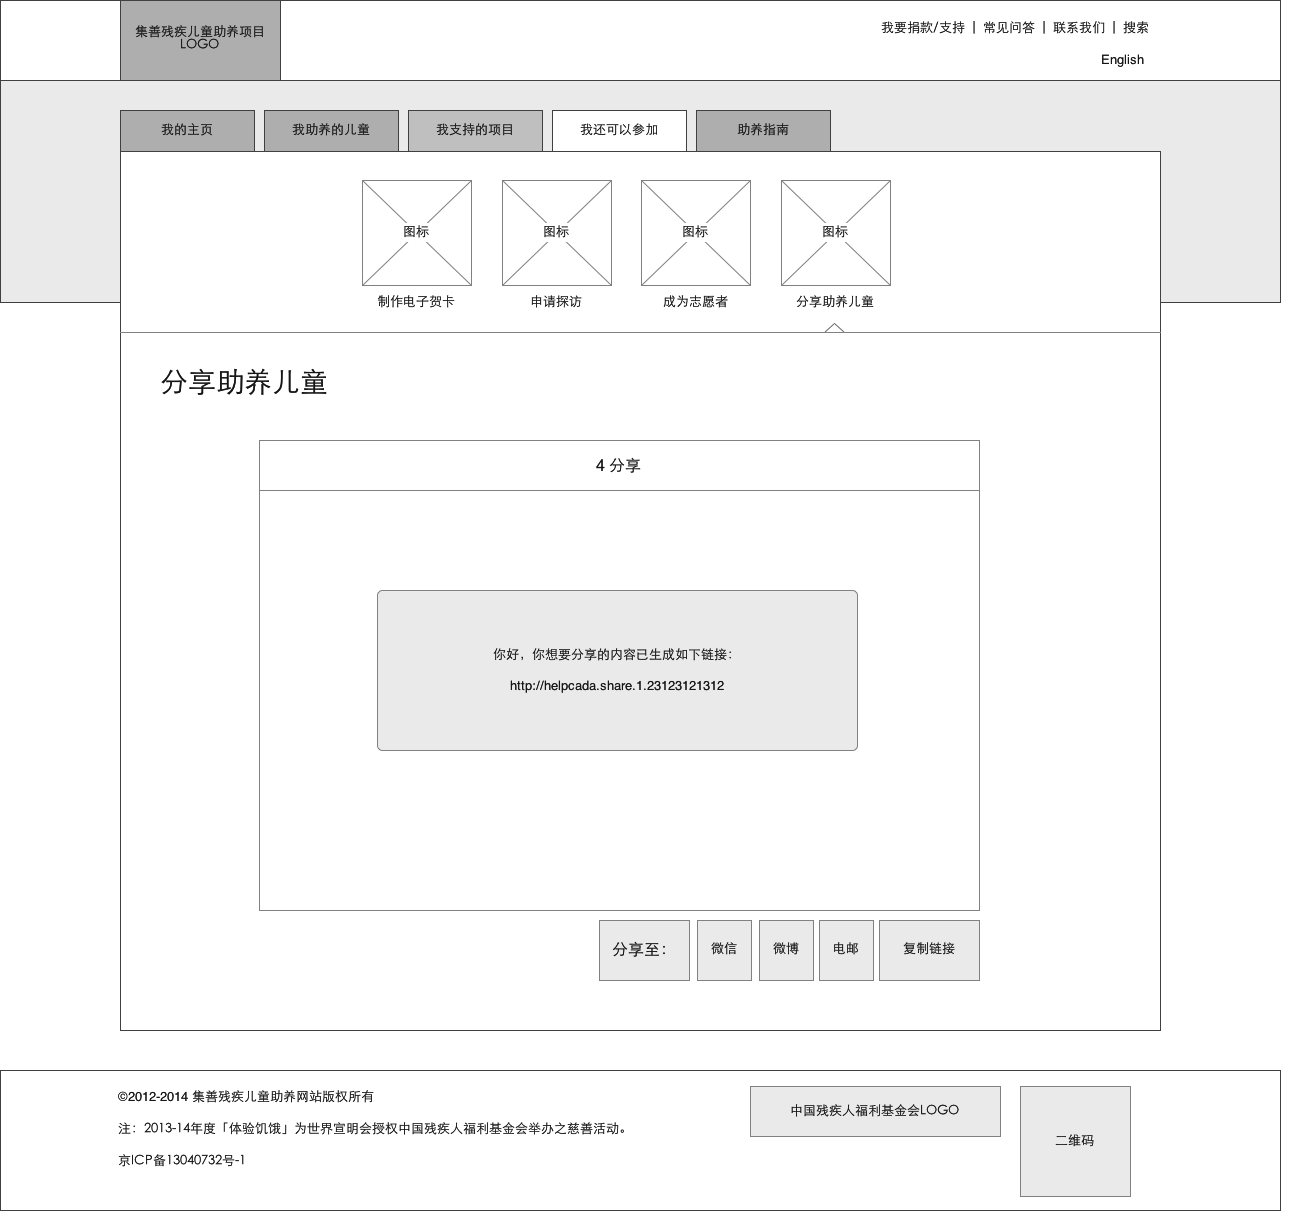 集善残疾儿童助养项目
LOGO
我要捐款/支持 | 常见问答 | 联系我们 | 搜索
English
我的主页
我助养的儿童
我支持的项目
我还可以参加
助养指南
图标
图标
图标
图标
制作电子贺卡
申请探访
成为志愿者
分享助养儿童
分享助养儿童
4 分享
你好，你想要分享的内容已生成如下链接：
http://helpcada.share.1.23123121312
分享至：
微信
微博
电邮
复制链接
©2012-2014 集善残疾儿童助养网站版权所有
注：2013-14年度「体验饥饿」为世界宣明会授权中国残疾人福利基金会举办之慈善活动。
京ICP备13040732号-1
中国残疾人福利基金会LOGO
二维码